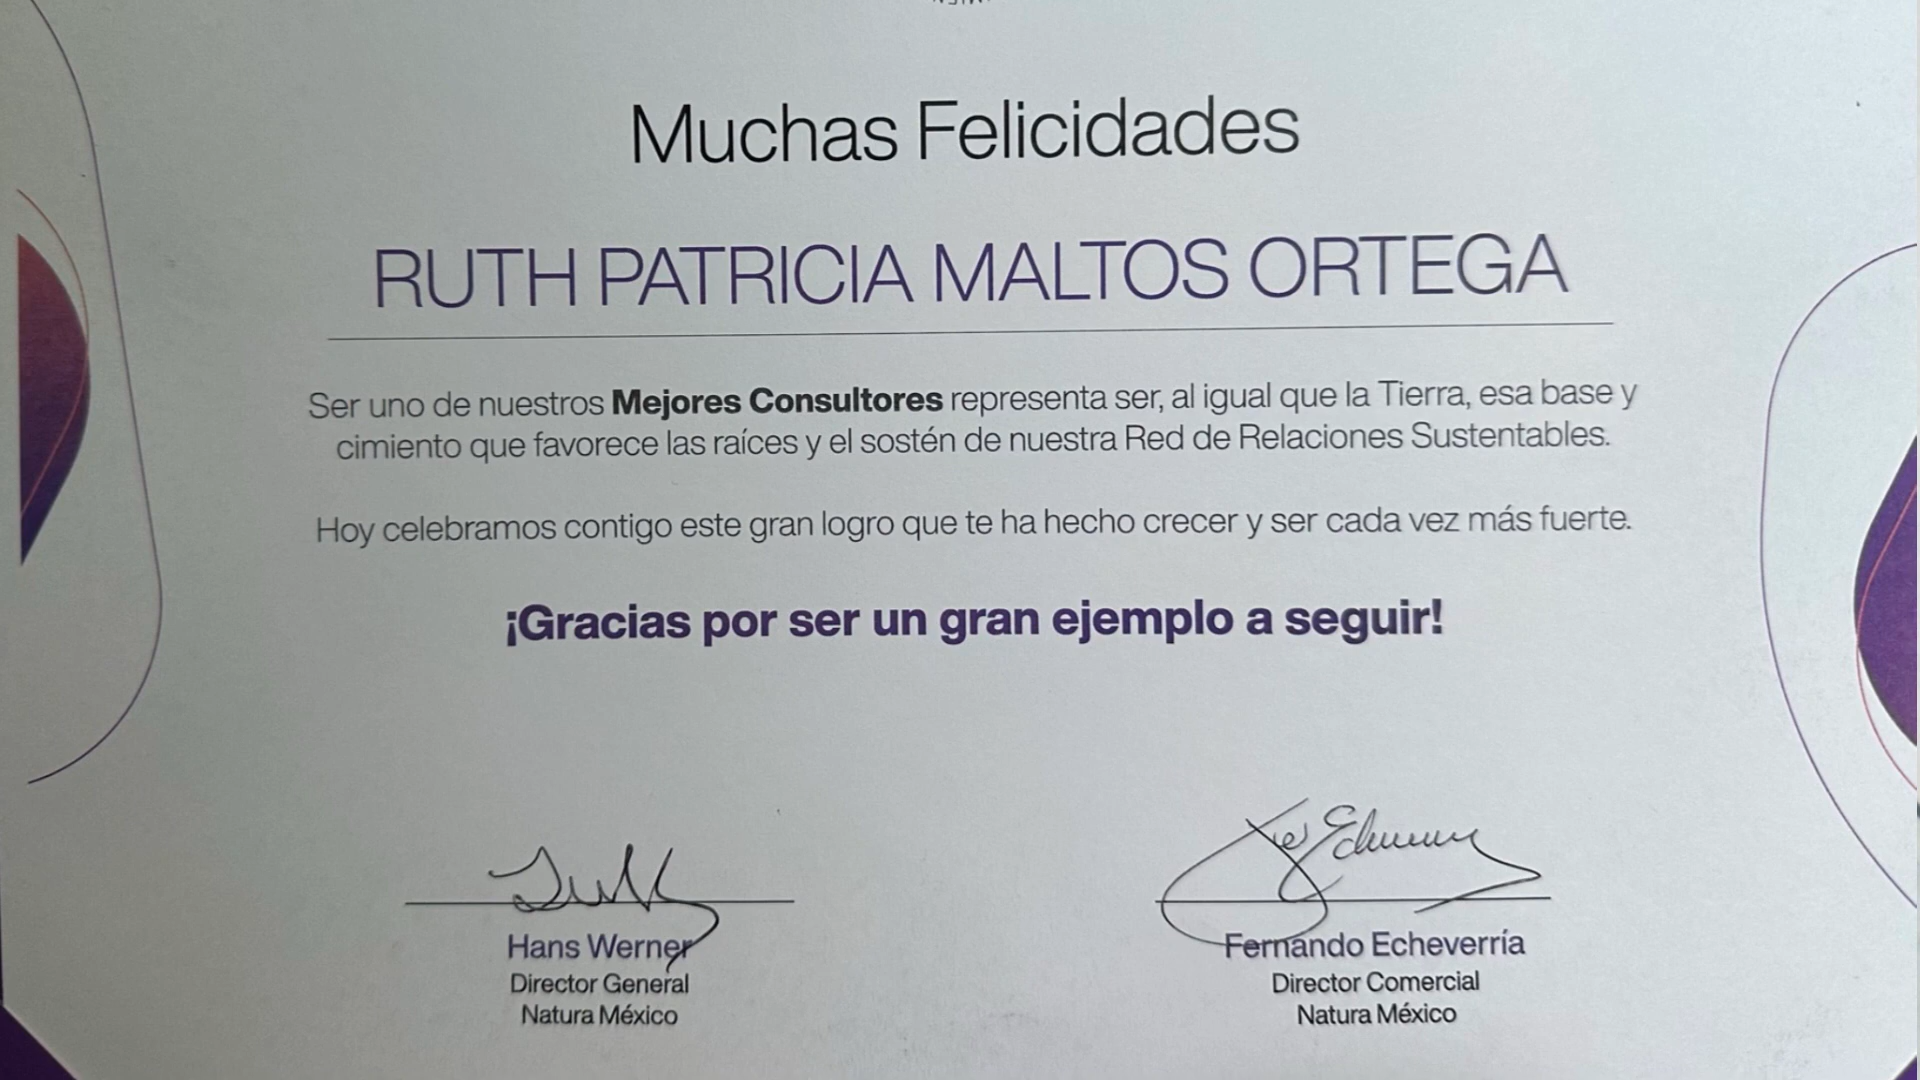 Muchas Felicidades
RUTH PATRICIA MALTOS ORTEGA
Ser uno de nuestros Mejores Consultores representa ser, al igual que la Tierra, esa base y
cimiento que favorece las raíces y el sostén de nuestra Red de Relaciones Sustentables.
Hoy celebramos contigo este gran logro que te ha hecho crecer y ser cada vez más fuerte.
¡Gracias por ser un gran ejemplo a seguir!
Hans Werner
Director General
Natura México
Fernando Echeverría
Director Comercial
Natura México